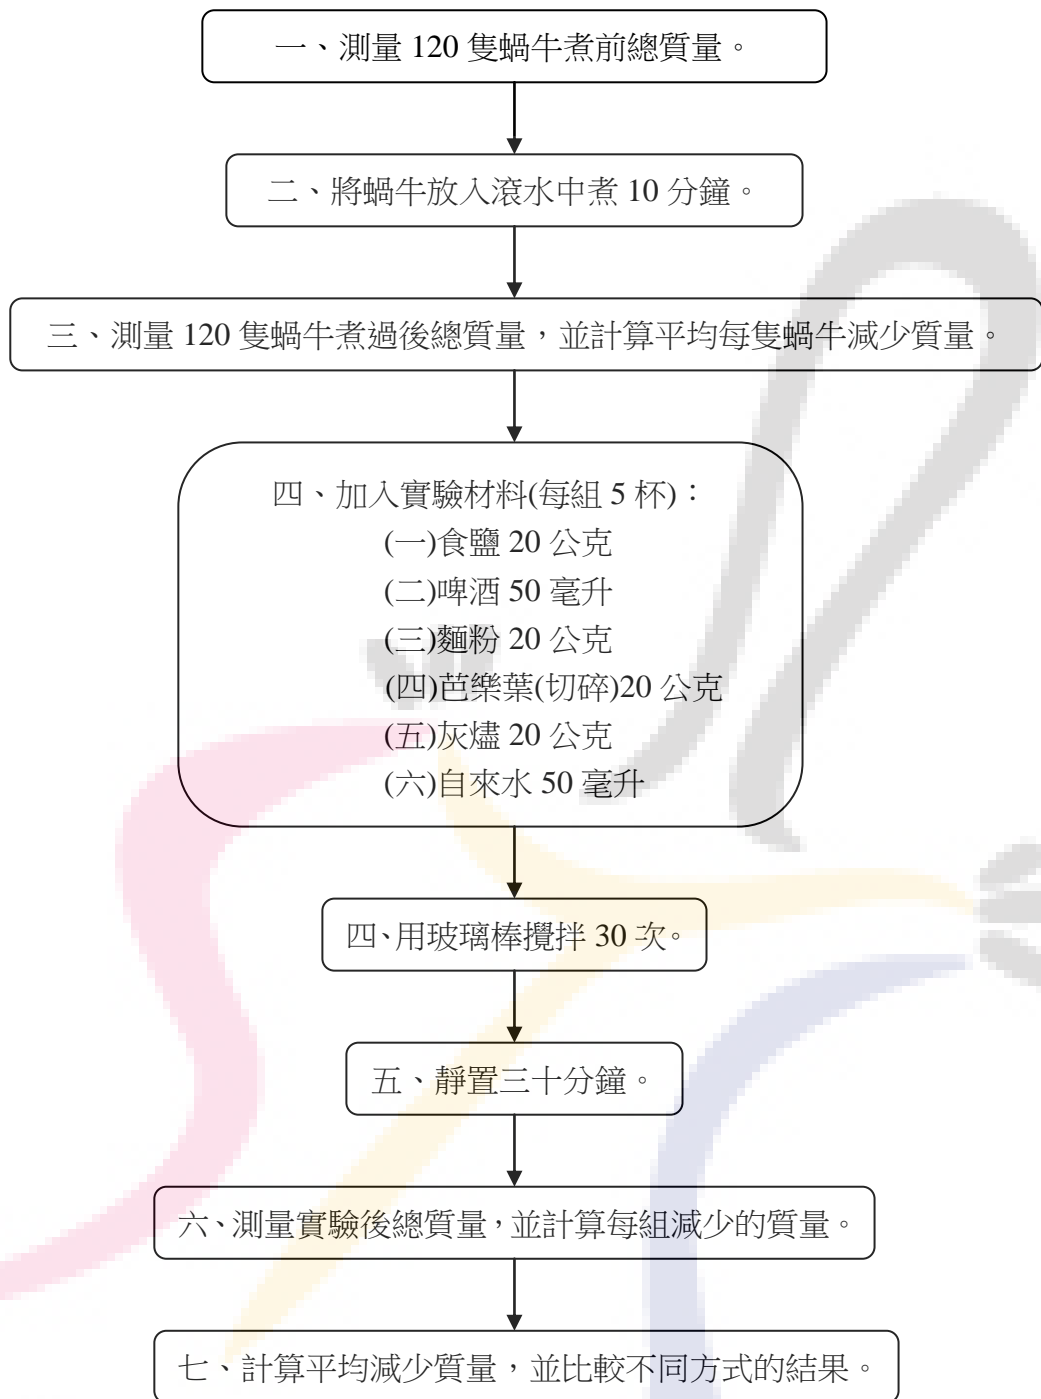 一、測量 120 隻蝸牛煮前總質量。
二、將蝸牛放入滾水中煮 10 分鐘。
三、測量 120 隻蝸牛煮過後總質量，並計算平均每隻蝸牛減少質量。
四、加入實驗材料(每組 5 杯)：
(一)食鹽 20 公克
(二)啤酒 50 毫升
(三)麵粉 20 公克
(四)芭樂葉(切碎)20 公克
(五)灰燼 20 公克
(六)自來水 50 毫升
四、用玻璃棒攪拌 30 次。
五、靜置三十分鐘。
六、測量實驗後總質量，並計算每組減少的質量。
七、計算平均減少質量，並比較不同方式的結果。